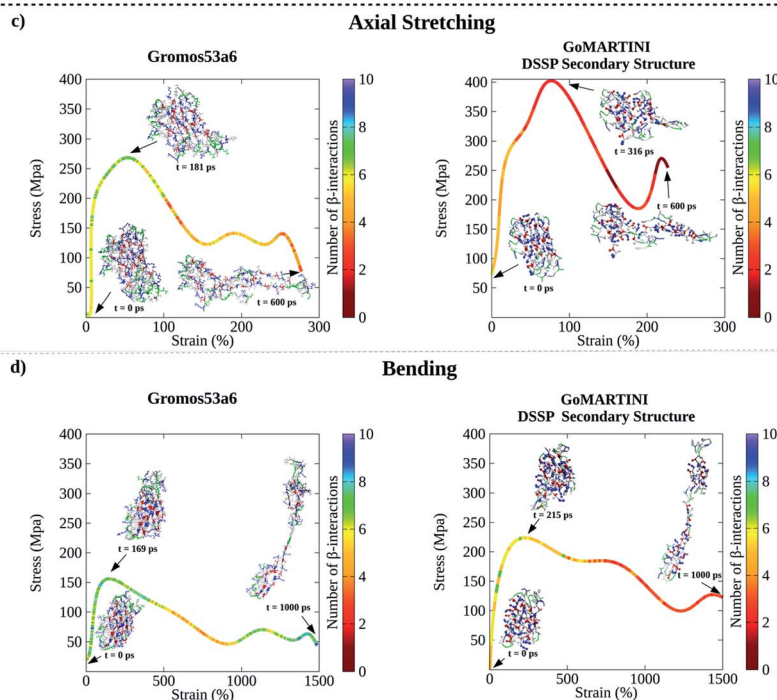 c)
Axial Stretching
Gromos53a6
GoMARTINI
DSSP Secondary Structure
400
350
300
250
200
150
100
50
Stress (Mpa)
0
100
200
300
Strain (%)
t = 181 ps
t = 0 ps
t = 600 ps
10
8
6
4
2
0
Number of β-interactions
400
350
300
250
200
150
100
50
Stress (Mpa)
0
100
200
300
Strain (%)
t = 316 ps
t = 600 ps
t = 0 ps
10
8
6
4
2
0
Number of β-interactions
d)
Bending
Gromos53a6
GoMARTINI
DSSP Secondary Structure
400
350
300
250
200
150
100
50
Stress (Mpa)
0
500
1000
1500
Strain (%)
t = 169 ps
t = 1000 ps
t = 0 ps
10
8
6
4
2
0
Number of β-interactions
400
350
300
250
200
150
100
50
Stress (Mpa)
0
500
1000
1500
Strain (%)
t = 215 ps
t = 1000 ps
t = 0 ps
10
8
6
4
2
0
Number of β-interactions